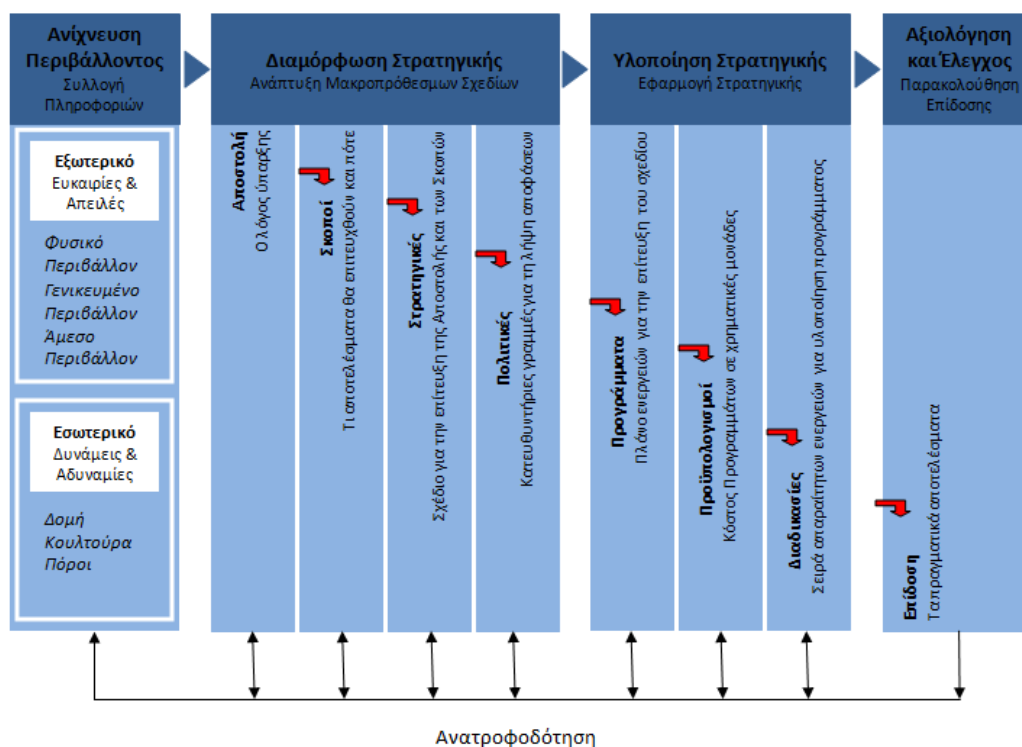 Ανίχνευση
Περιβάλλοντος
Συλλογή
Πληροφοριών
Διαμόρφωση Στρατηγικής
Ανάπτυξη Μακροπρόθεσμων Σχεδίων
Υλοποίηση Στρατηγικής
Εφαρμογή Στρατηγικής
Αξιολόγηση
και Έλεγχος
Παρακολούθηση
Επίδοσης
Εξωτερικό
Ευκαιρίες &
Απειλές
Φυσικό
Περιβάλλον
Γενικευμένο
Περιβάλλον
Άμεσο
Περιβάλλον
Εσωτερικό
Δυνάμεις &
Αδυναμίες
Δομή
Κουλτούρα
Πόροι
Αποστολή
Ο λόγος ύπαρξης
Σκοποί
Τι αποτελέσματα θα επιτευχθούν και πότε
Στρατηγικές
Σχέδιο για την επίτευξη της Αποστολής και των Σκοπών
Πολιτικές
Κατευθυντήριες γραμμές για τη λήψη αποφάσεων
Προγράμματα
Πλάνο ενεργειών για την επίτευξη του σχεδίου
Προϋπολογισμοί
Κόστος Προγραμμάτων σε χρηματικές μονάδες
Διαδικασίες
Σειρά απαραίτητων ενεργειών για υλοποίηση προγράμματος
Επίδοση
Τα πραγματικά αποτελέσματα
Ανατροφοδότηση